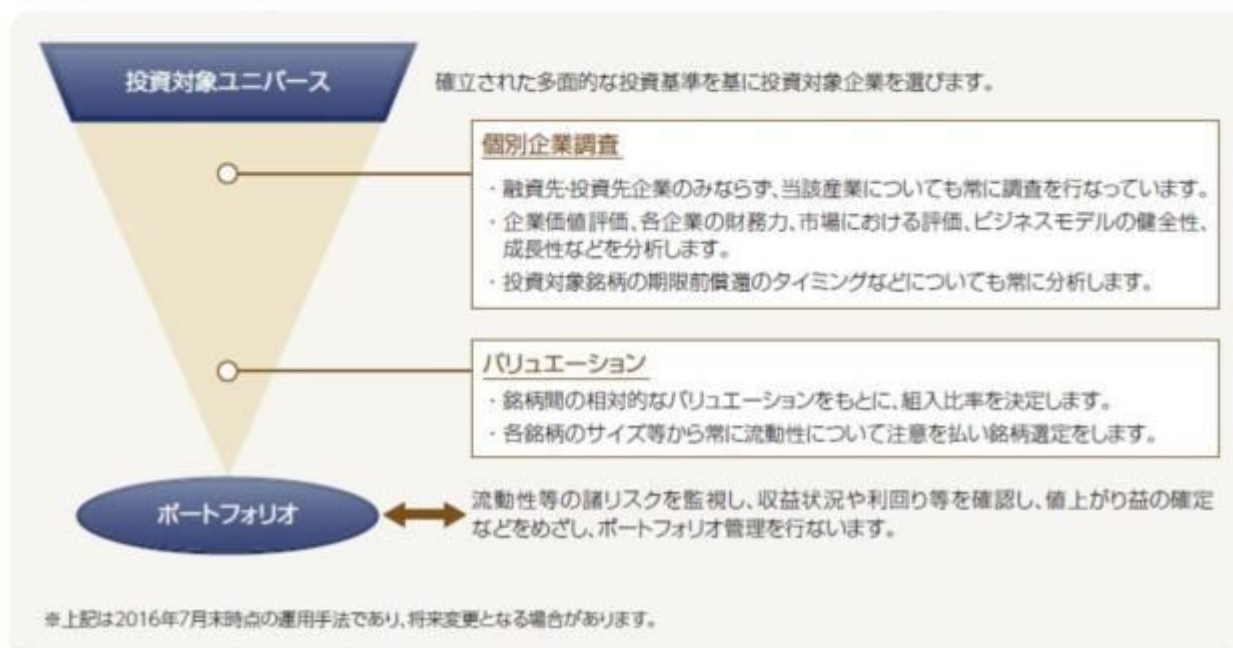 投資対象ユニバース
確立された多面的な投資基準を基に投資対象企業を選びます。
個別企業調査
・融資先・投資先企業のみならず、当該産業についても常に調査を行なっています。
・企業価値評価、各企業の財務力、市場における評価、ビジネスモデルの健全性、
成長性などを分析します。
・投資対象銘柄の期限前償還のタイミングなどについても常に分析します。
バリュエーション
・銘柄間の相対的なバリュエーションをもとに、組入比率を決定します。
・各銘柄のサイズ等から常に流動性について注意を払い銘柄選定をします。
ポートフォリオ
流動性等の諸リスクを監視し、収益状況や利回り等を確認し、値上がり益の確定
などをめざし、ポートフォリオ管理を行ないます。
※上記は2016年7月末時点の運用手法であり、将来変更となる場合があります。